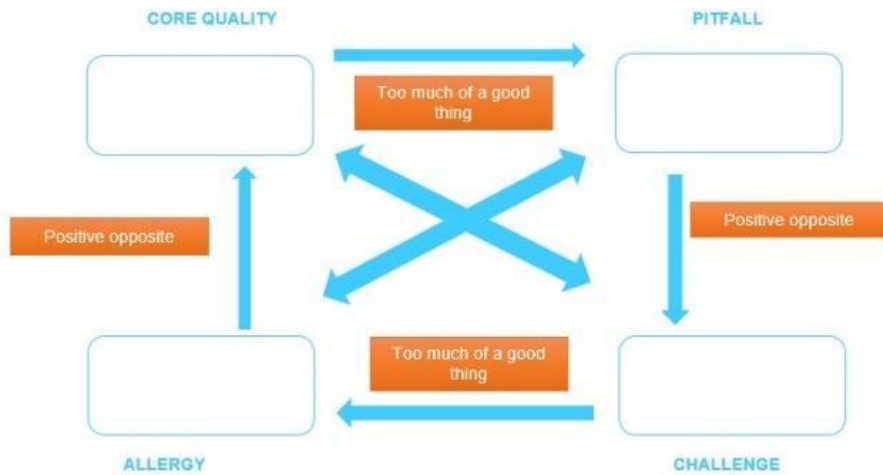 CORE QUALITY
PITFALL
Too much of a good
thing
Positive opposite
Positive opposite
Too much of a good
thing
ALLERGY
CHALLENGE